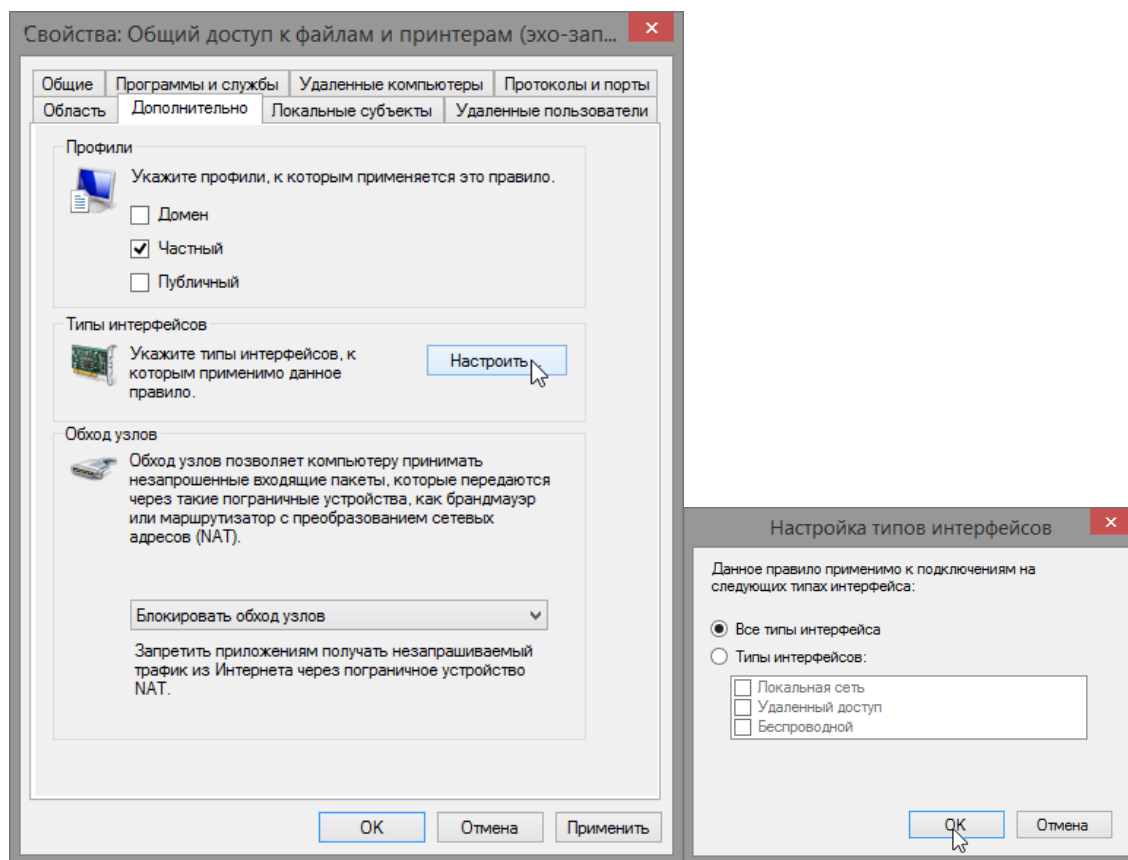 Свойства: Общий доступ к файлам и принтерам (эхо-зап...
Общие
Программы и службы
Удаленные компьютеры
Протоколы и порты
Область
Дополнительно
Локальные субъекты
Удаленные пользователи
Профили
Укажите профили, к которым применяется это правило.
Домен
Частный
Публичный
Типы интерфейсов
Укажите типы интерфейсов, к
которым применимо данное
правило.
Настроить...
Обход узлов
Обход узлов позволяет компьютеру принимать
незапрошенные входящие пакеты, которые передаются
через такие пограничные устройства, как брандмауэр
или маршрутизатор с преобразованием сетевых
адресов (NAT).
Блокировать обход узлов
Запретить приложениям получать незапрашиваемый
трафик из Интернета через пограничное устройство
NAT.
OK
Отмена
Применить
Настройка типов интерфейсов
Данное правило применимо к подключениям на
следующих типах интерфейса:
Все типы интерфейса
Типы интерфейсов:
Локальная сеть
Удаленный доступ
Беспроводной
OK
Отмена